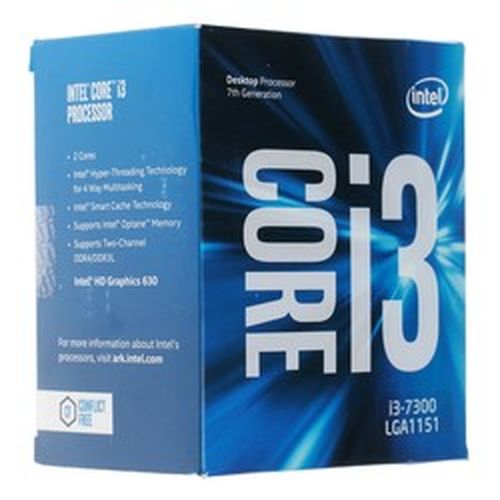 INTEL® CORE™ i3
PROCESSOR
• 2 Cores
• Intel® Hyper-Threading Technology
for 4 Way Multitasking
• Intel® Smart Cache Technology
• Supports Intel® Optane™ Memory
• Supports Two-Channel
DDR4/DDR3L
Intel® HD Graphics 630
For more information about Intel's
processors, visit ark.intel.com
CONFLICT
FREE
Desktop Processor
7th Generation
intel
CORE
i3
i3-7300
LGA1151